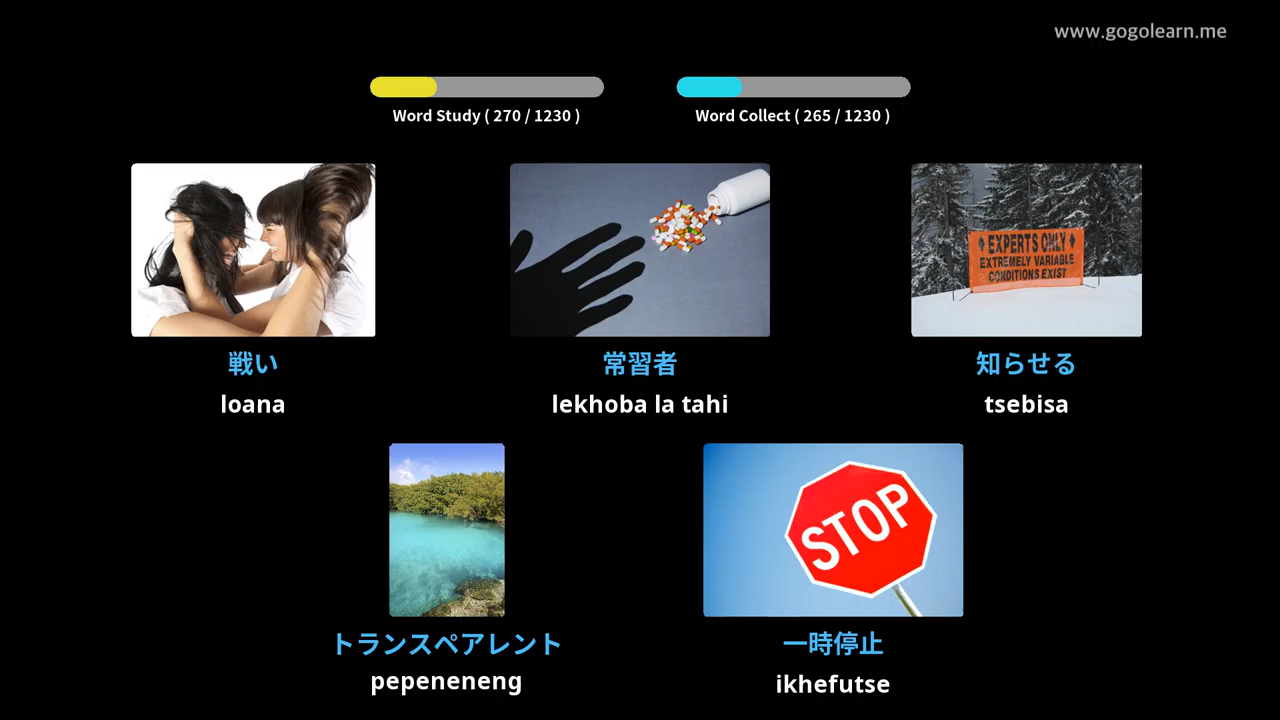 www.gogolearn.me
Word Study ( 270 / 1230 )
Word Collect ( 265 / 1230 )
EXPERTS ONLY
EXTREMELY VARIABLE
CONDITIONS EXIST
戦い
常習者
知らせる
loana
lekhoba la tahi
tsebisa
STOP
トランスペアレント
一時停止
pepeneneng
ikhefutse